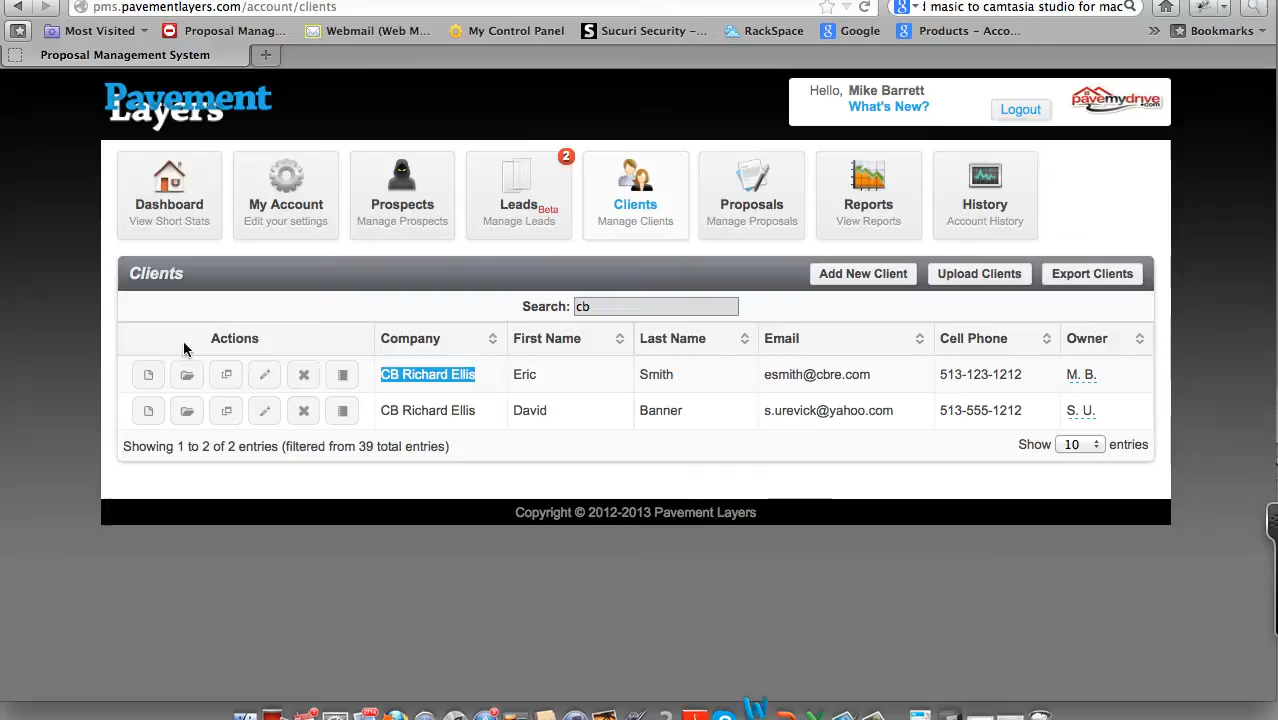 pms.pavementlayers.com/account/clients
l masic to camtasia studio for mac
Most Visited
Prposal Manag...
Webmail (Web M...
My Control Panel
Sucuri Security -...
RackSpace
Google
Products - Acco...
Bookmarks
Proposal Management System
Pavement
Layers
Hello, Mike Barrett
What's New?
Logout
pavemydrive.com
Dashboard
View Short Stats
My Account
Edit your settings
Prospects
Manage Prospects
2
Leads Beta
Manage Leads
Clients
Manage Clients
Proposals
Manage Proposals
Reports
View Reports
History
Account History
Clients
Add New Client
Upload Clients
Export Clients
Search: cb
Actions Company First Name Last Name Email Cell Phone Owner
CB Richard Ellis Eric Smith esmith@cbre.com 513-123-1212 M. B.
CB Richard Ellis David Banner s.urevick@yahoo.com 513-555-1212 S. U.
Showing 1 to 2 of 2 entries (filtered from 39 total entries)
Show 10 entries
Copyright © 2012-2013 Pavement Layers